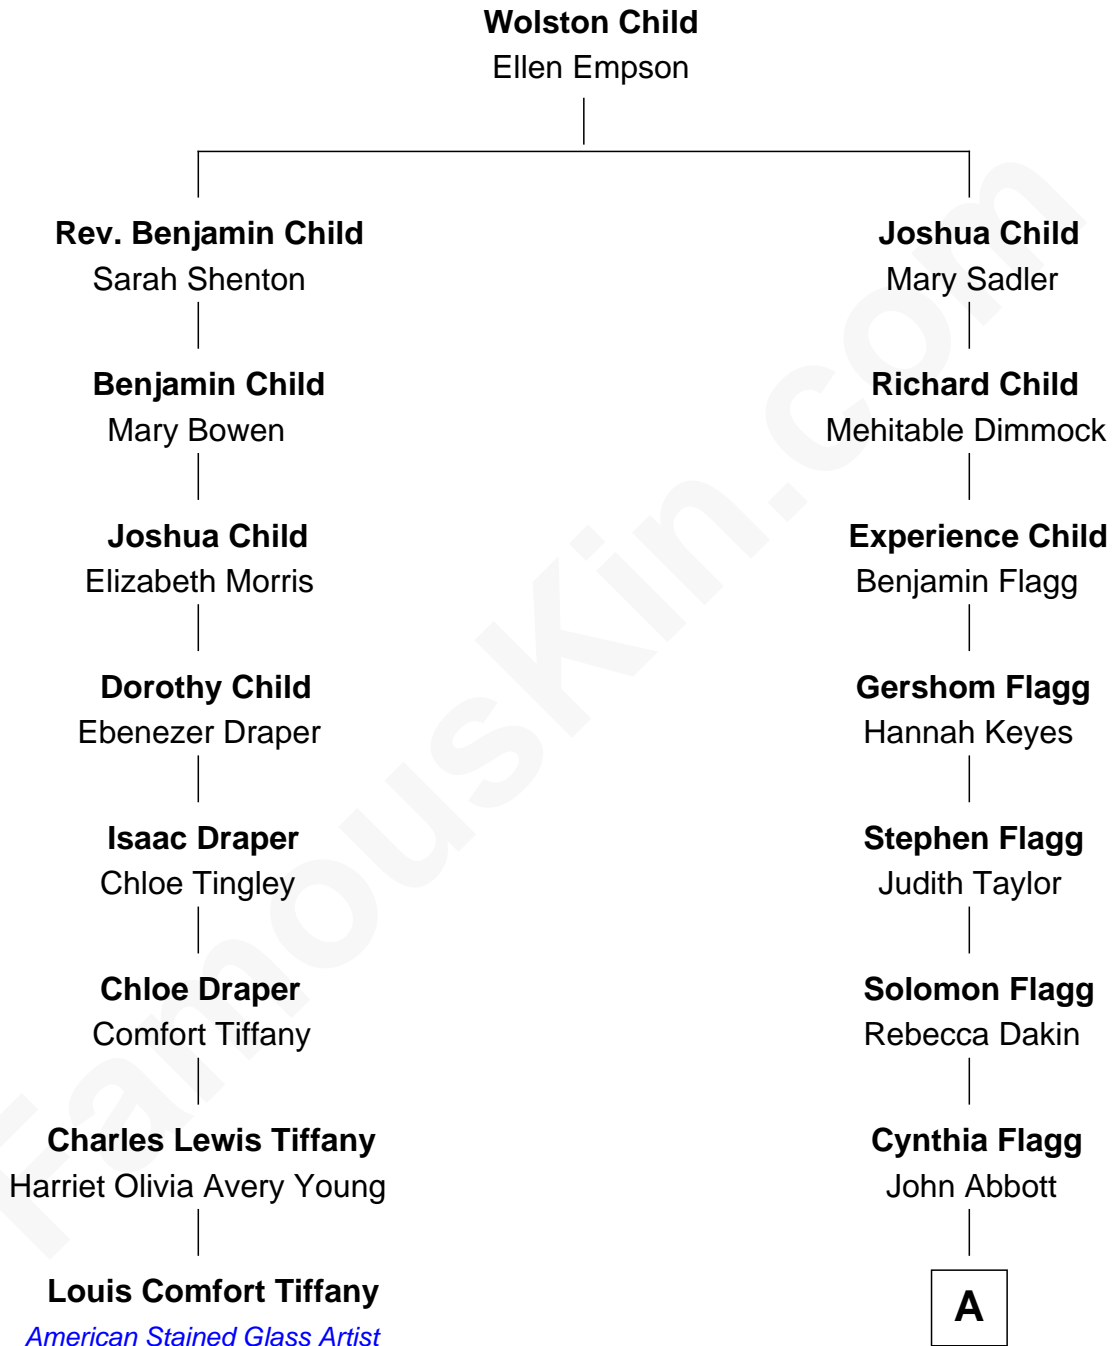 Wolston Child
Ellen Empson
Rev. Benjamin Child
Sarah Shenton
Joshua Child
Mary Sadler
Benjamin Child
Mary Bowen
Richard Child
Mehitable Dimmock
Joshua Child
Elizabeth Morris
Experience Child
Benjamin Flagg
Dorothy Child
Ebenezer Draper
Gershom Flagg
Hannah Keyes
Isaac Draper
Chloe Tingley
Stephen Flagg
Judith Taylor
Chloe Draper
Comfort Tiffany
Solomon Flagg
Rebecca Dakin
Charles Lewis Tiffany
Harriet Olivia Avery Young
Cynthia Flagg
John Abbott
Louis Comfort Tiffany
American Stained Glass Artist
A
FamousKin.com